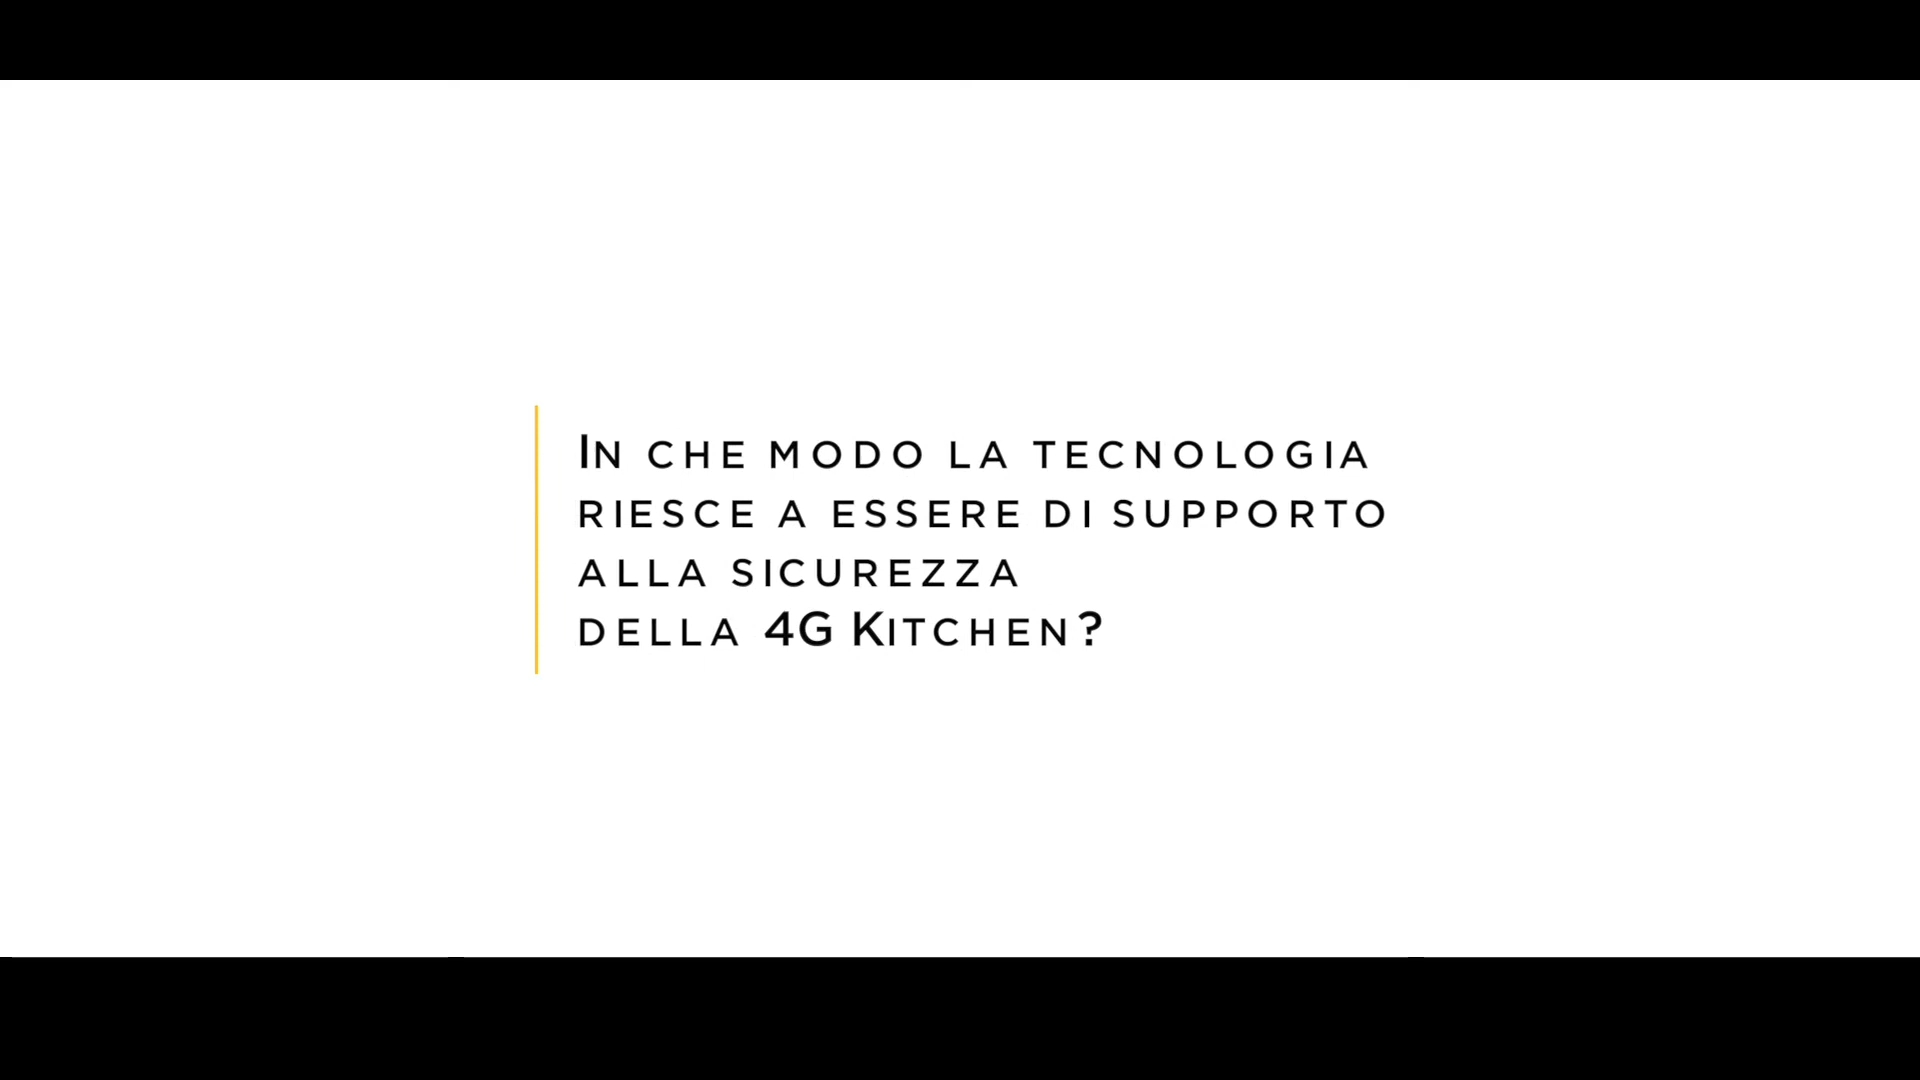 In che modo la tecnologia
riesce a essere di supporto
alla sicurezza
della 4G Kitchen?